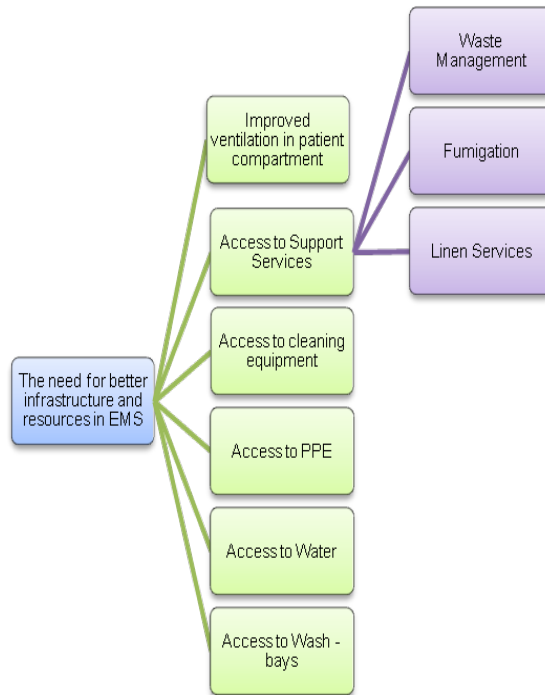 The need for better
infrastructure and
resources in EMS
Improved
ventilation in patient
compartment
Access to Support
Services
Access to cleaning
equipment
Access to PPE
Access to Water
Access to Wash -
bays
Waste
Management
Fumigation
Linen Services